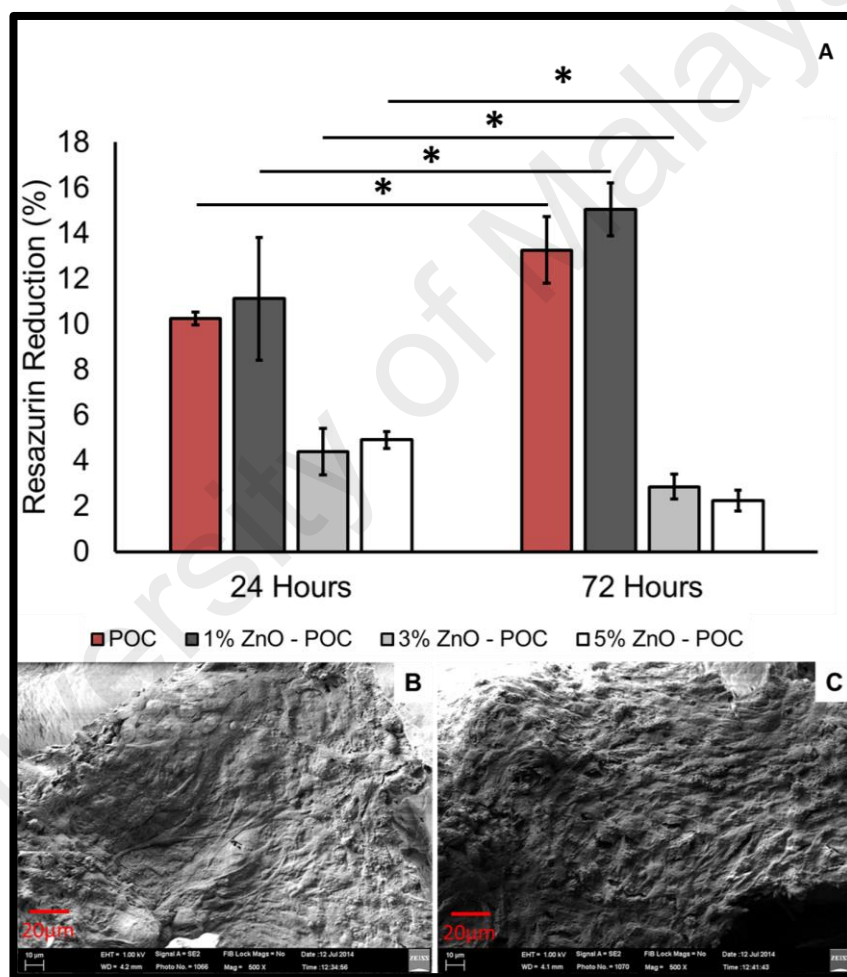 University of Malaya
A
*
*
*
*
18
16
14
12
10
8
6
4
2
0
Resazurin Reduction (%)
24 Hours
72 Hours
POC 1% ZnO - POC 3% ZnO - POC 5% ZnO - POC
B
20µm
10 µm
EHT = 1.00 kV Signal A = SE2 FIB Lock Mags = No Date :12 Jul 2014
WD = 4.2 mm Photo No. = 1066 Mag = 500 X Time :12:34:56
ZEISS
C
20µm
10 µm
EHT = 1.00 kV Signal A = SE2 FIB Lock Mags = No Date :12 Jul 2014
WD = 4.1 mm Photo No. = 1070 Mag = 500 X Time :12:41:43
ZEISS